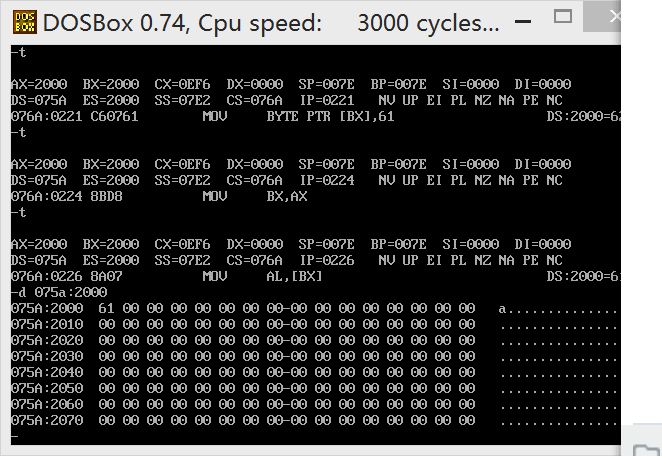 DOS BOX DOSBox 0.74, Cpu speed: 3000 cycles...
-t
AX=2000 BX=2000 CX=0EF6 DX=0000 SP=007E BP=007E SI=0000 DI=0000
DS=075A ES=2000 SS=07E2 CS=076A IP=0221 NV UP EI PL NZ NA PE NC
076A:0221 C60761 MOV BYTE PTR [BX],61 DS:2000=62
-t
AX=2000 BX=2000 CX=0EF6 DX=0000 SP=007E BP=007E SI=0000 DI=0000
DS=075A ES=2000 SS=07E2 CS=076A IP=0224 NV UP EI PL NZ NA PE NC
076A:0224 8BD8 MOV BX,AX
-t
AX=2000 BX=2000 CX=0EF6 DX=0000 SP=007E BP=007E SI=0000 DI=0000
DS=075A ES=2000 SS=07E2 CS=076A IP=0226 NV UP EI PL NZ NA PE NC
076A:0226 8A07 MOV AL,[BX] DS:2000=61
-d 075a:2000
075A:2000 61 00 00 00 00 00 00 00-00 00 00 00 00 00 00 00 a..............
075A:2010 00 00 00 00 00 00 00 00-00 00 00 00 00 00 00 00 ...............
075A:2020 00 00 00 00 00 00 00 00-00 00 00 00 00 00 00 00 ...............
075A:2030 00 00 00 00 00 00 00 00-00 00 00 00 00 00 00 00 ...............
075A:2040 00 00 00 00 00 00 00 00-00 00 00 00 00 00 00 00 ...............
075A:2050 00 00 00 00 00 00 00 00-00 00 00 00 00 00 00 00 ...............
075A:2060 00 00 00 00 00 00 00 00-00 00 00 00 00 00 00 00 ...............
075A:2070 00 00 00 00 00 00 00 00-00 00 00 00 00 00 00 00 ...............
-